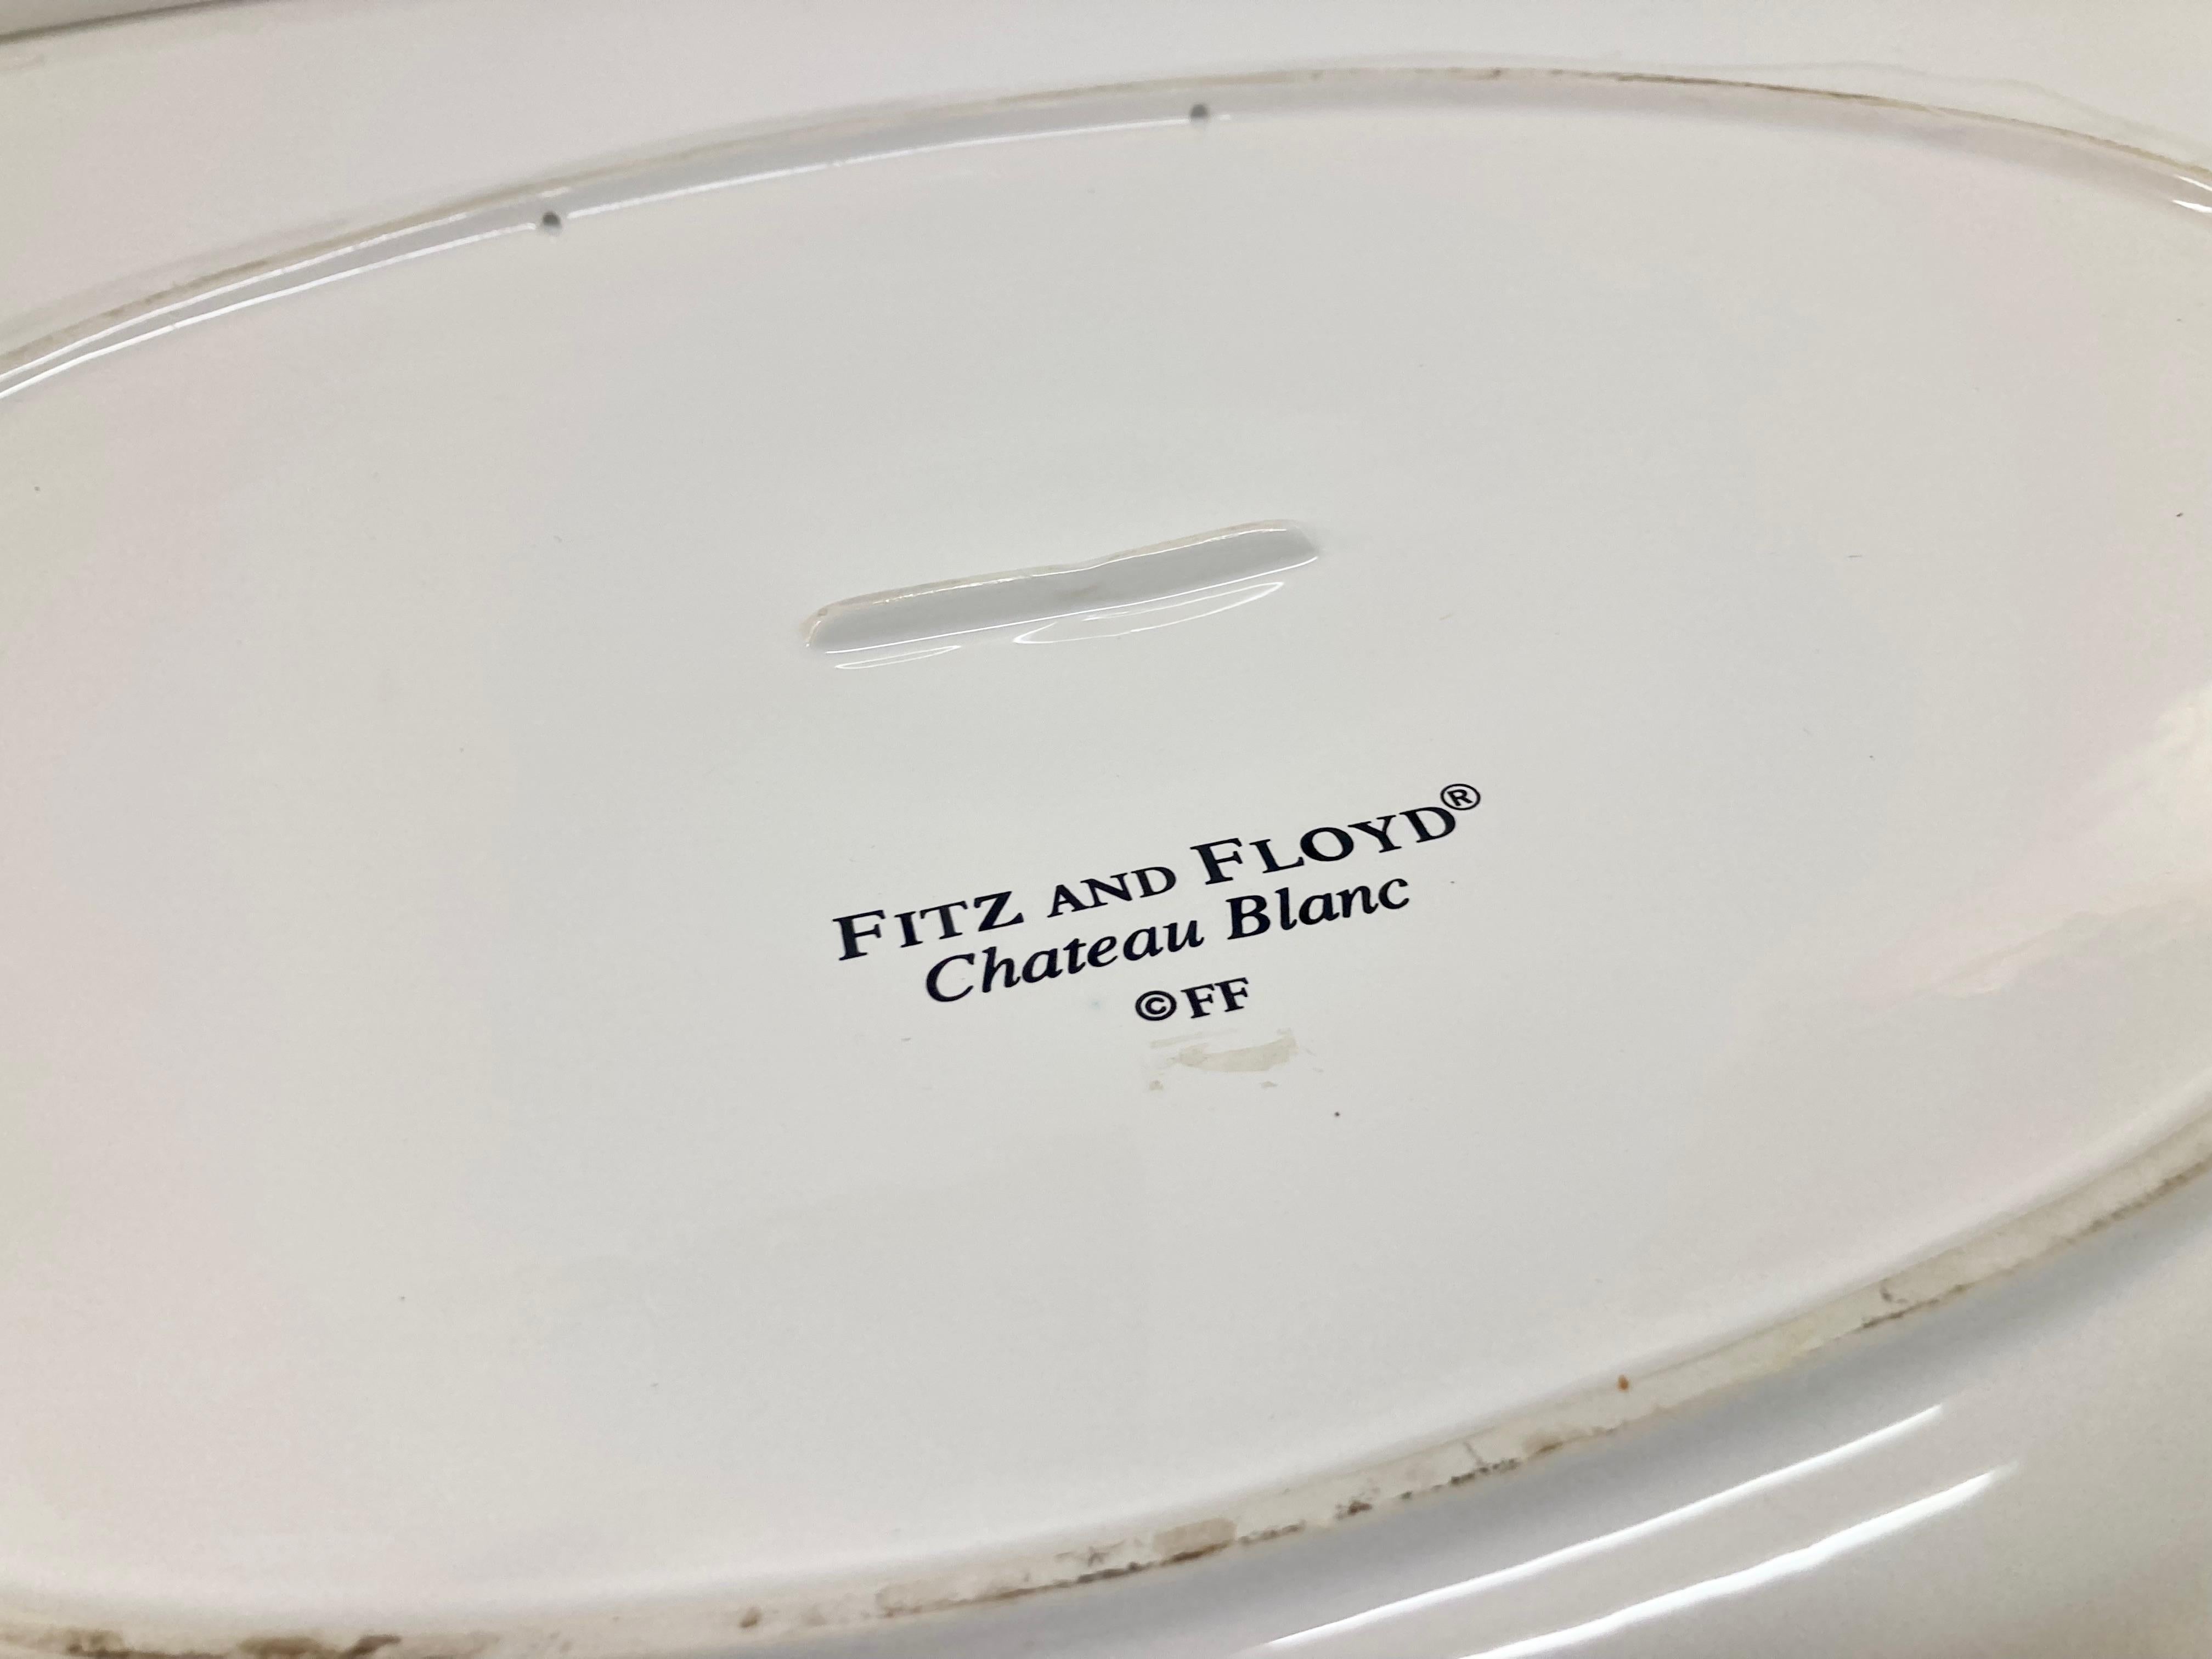 FITZ AND FLOYD®
Chateau Blanc
©FF